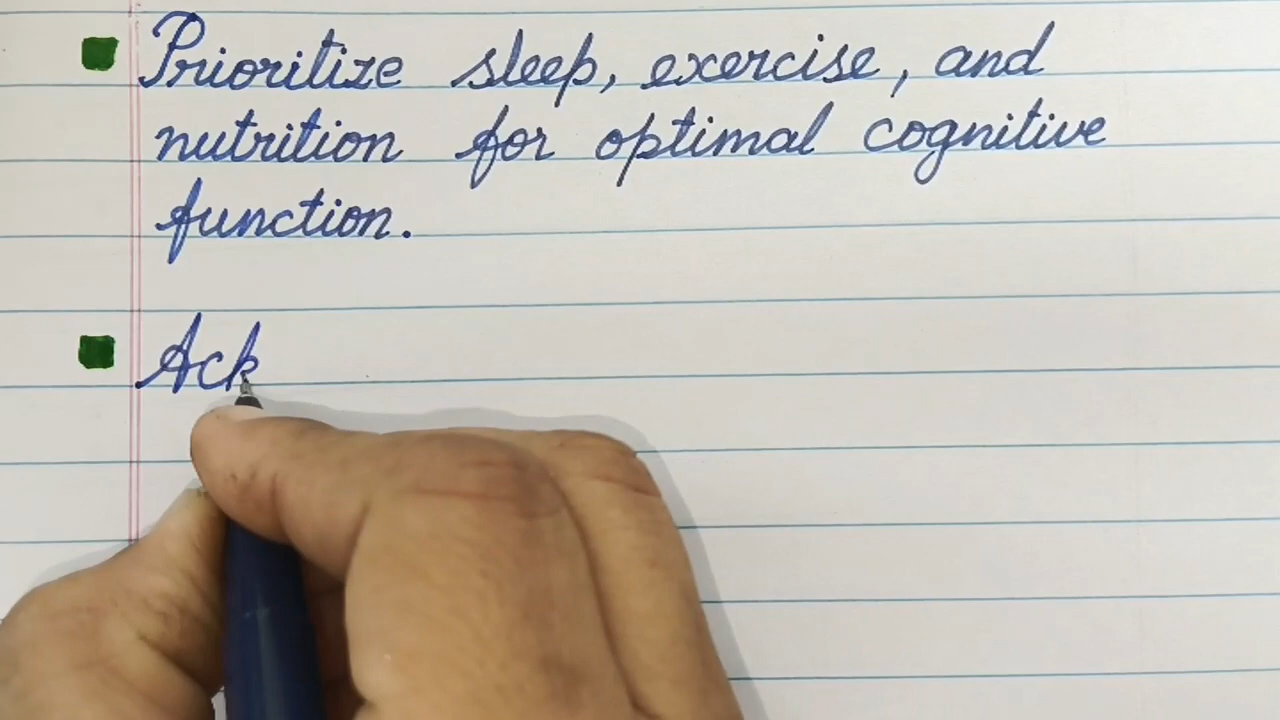 Prioritize sleep, exercise, and
nutrition for optimal cognitive
function.
Ack